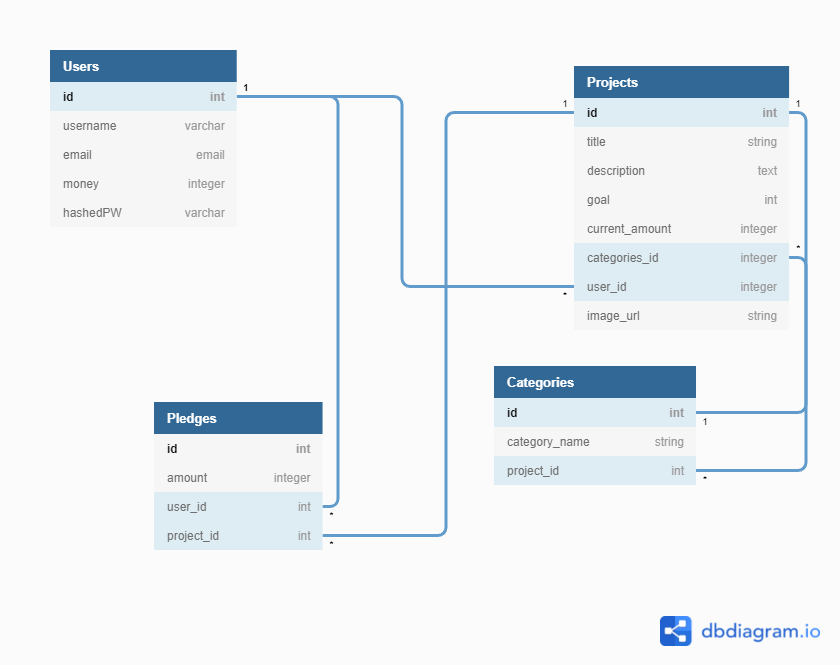 Users
id int
username varchar
email email
money integer
hashedPW varchar
1
Projects
id int
title string
description text
goal int
current_amount integer
categories_id integer
user_id integer
image_url string
1
1
*
*
Categories
id int
category_name string
project_id int
1
*
Pledges
id int
amount integer
user_id int
project_id int
*
*
dbdiagram.io